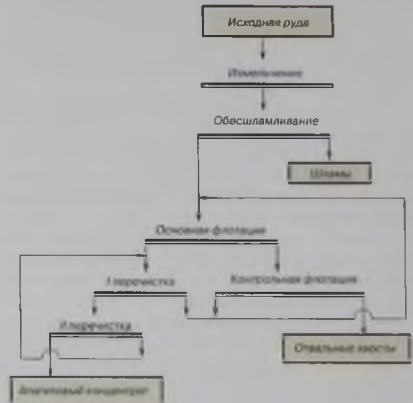 Исходная руда
Измельчение
Обесшламливание
Шламы
Основная флотация
I перечистка
Контрольная флотация
II перечистка
Отвальные хвосты
Апатитовый концентрат